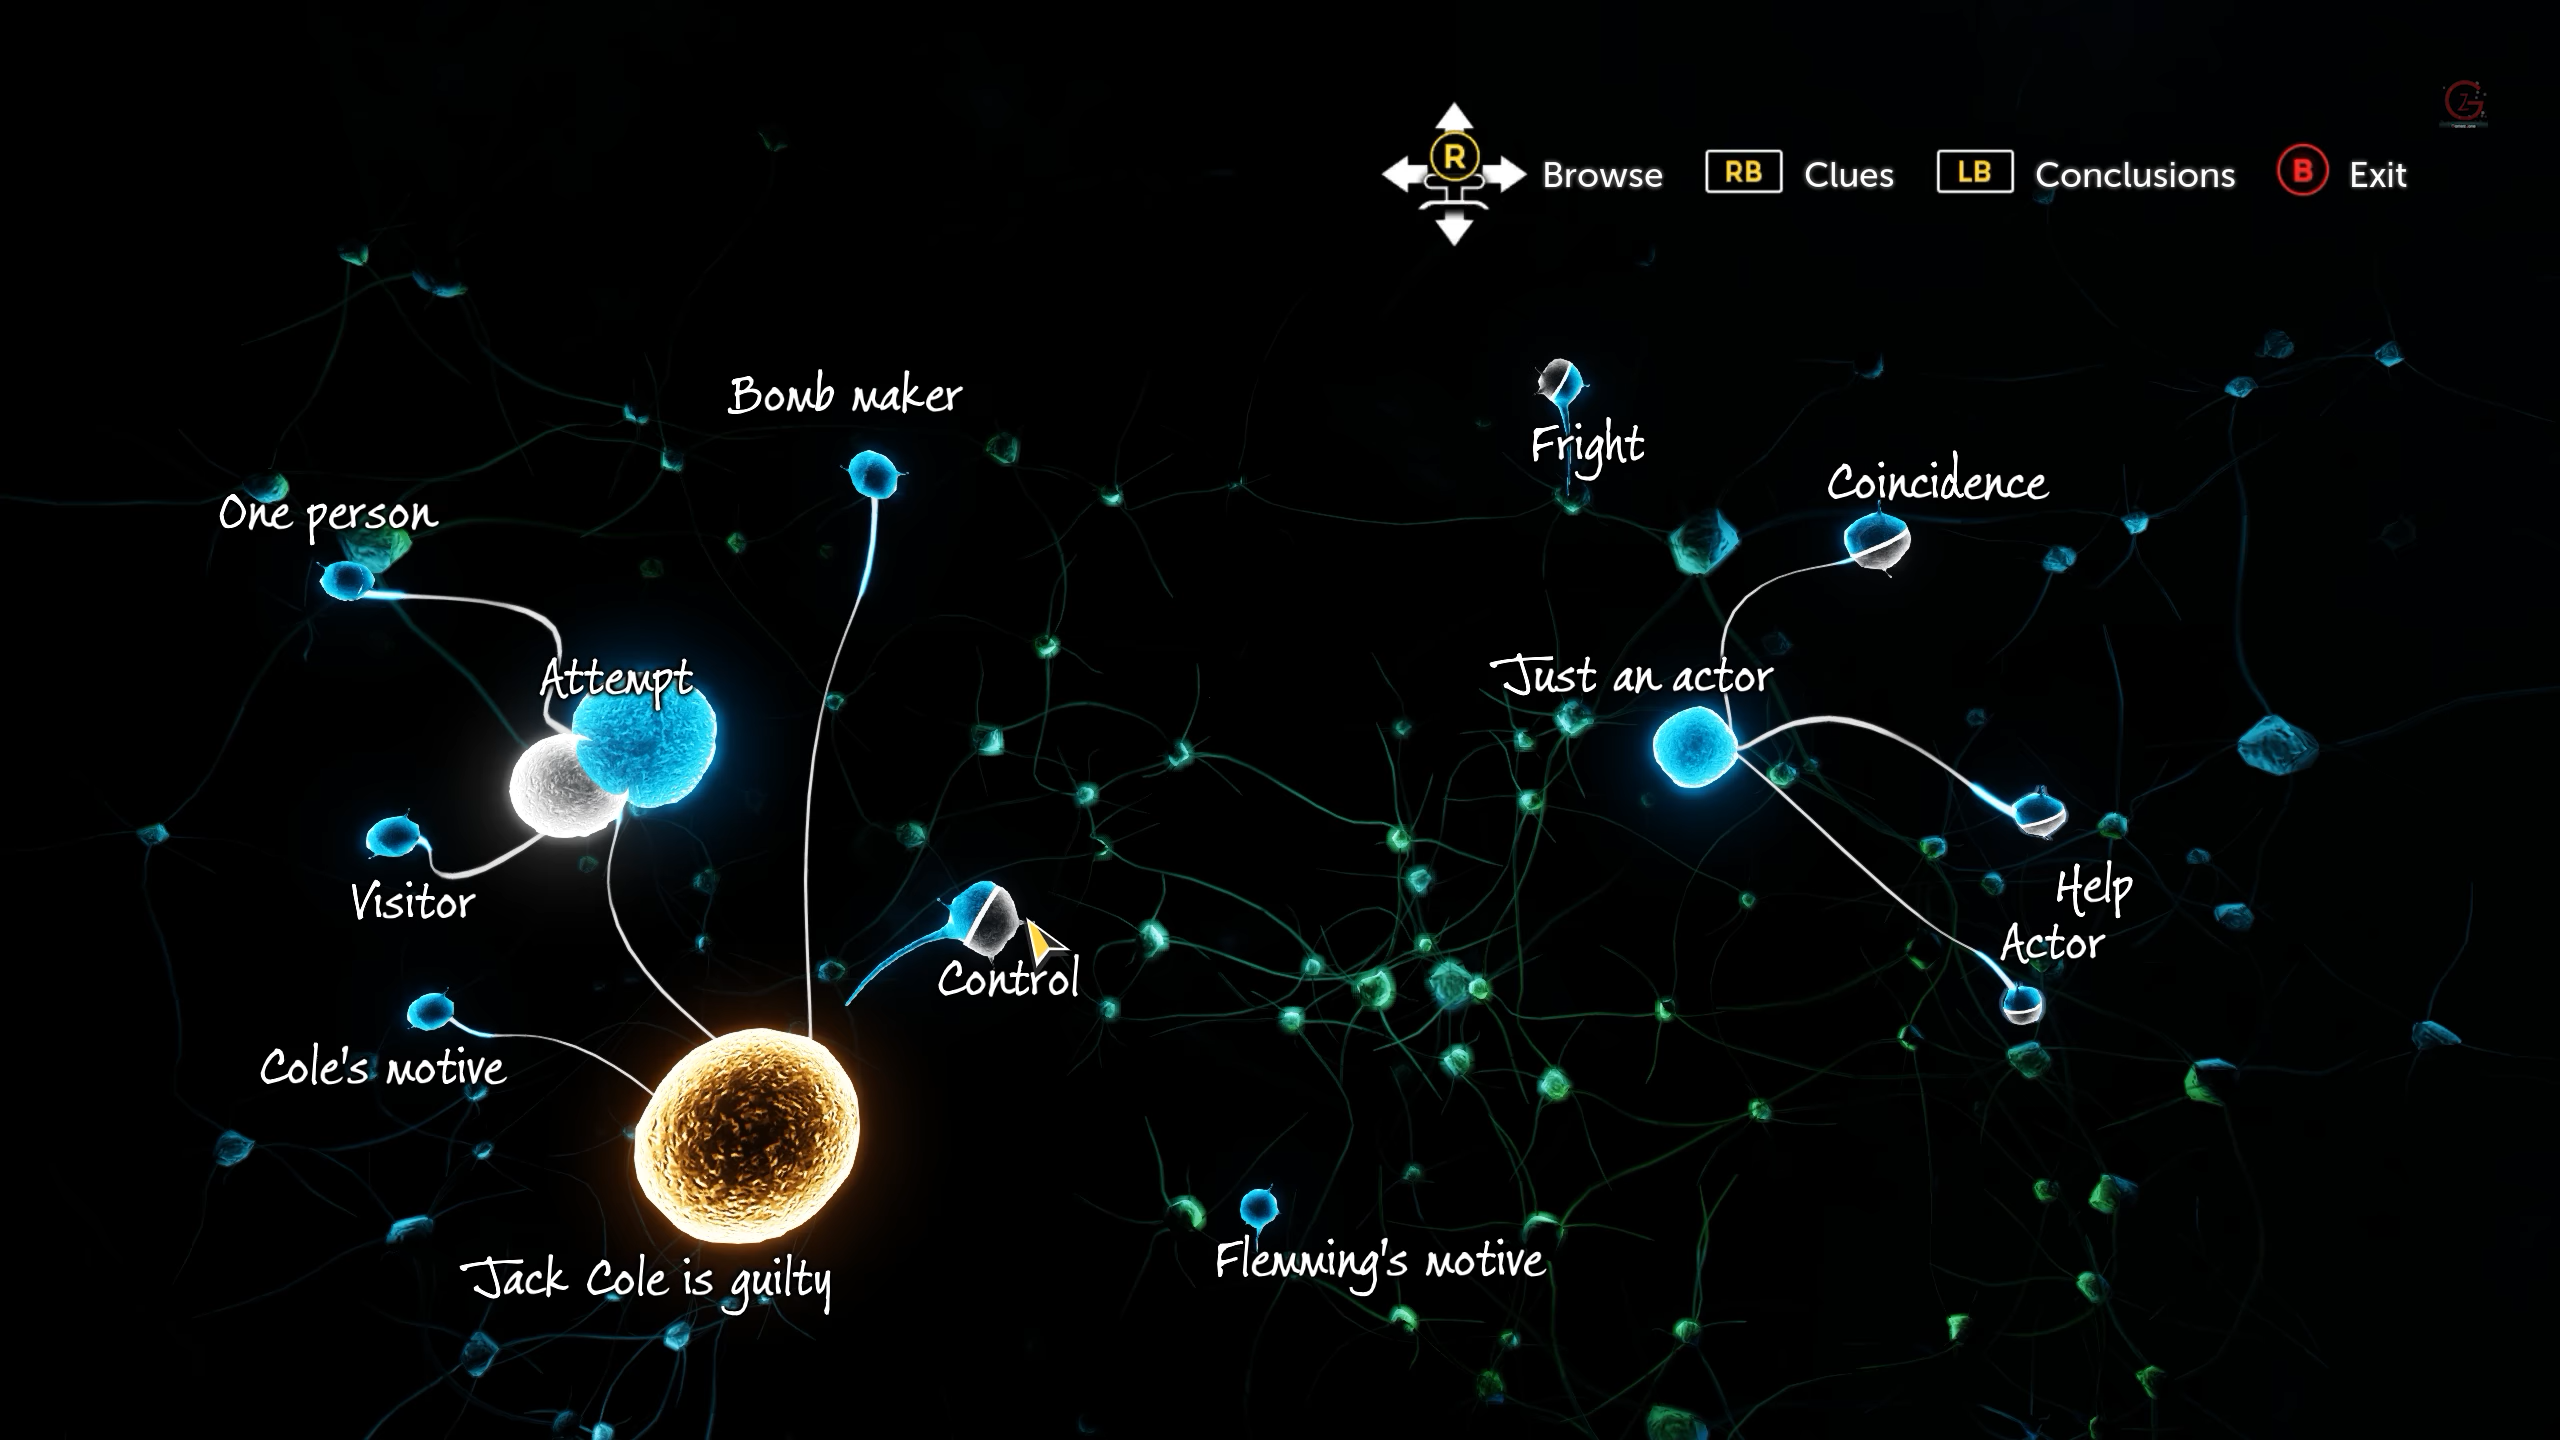 R Browse RB Clues LB Conclusions B Exit
Bomb maker
Fright
Coincidence
One person
Attempt
Just an actor
Visitor
Help
Actor
Control
Cole's motive
Flemming's motive
Jack Cole is guilty